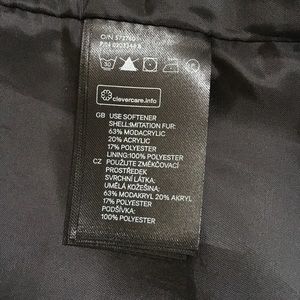 O/N
P/N
30
clevercare.info
GB USE SOFTENER
SHELL:IMITATION FUR:
63% MODACRYLIC
20% ACRYLIC
17% POLYESTER
LINING:100% POLYESTER
CZ POUŽIJTE ZMĚKČOVACÍ
PROSTŘEDEK
SVRCHNÍ LÁTKA:
UMĚLÁ KOŽEŠINA:
63% MODAKRYL 20% AKRYL
17% POLYESTER
PODŠÍVKA:
100% POLYESTER